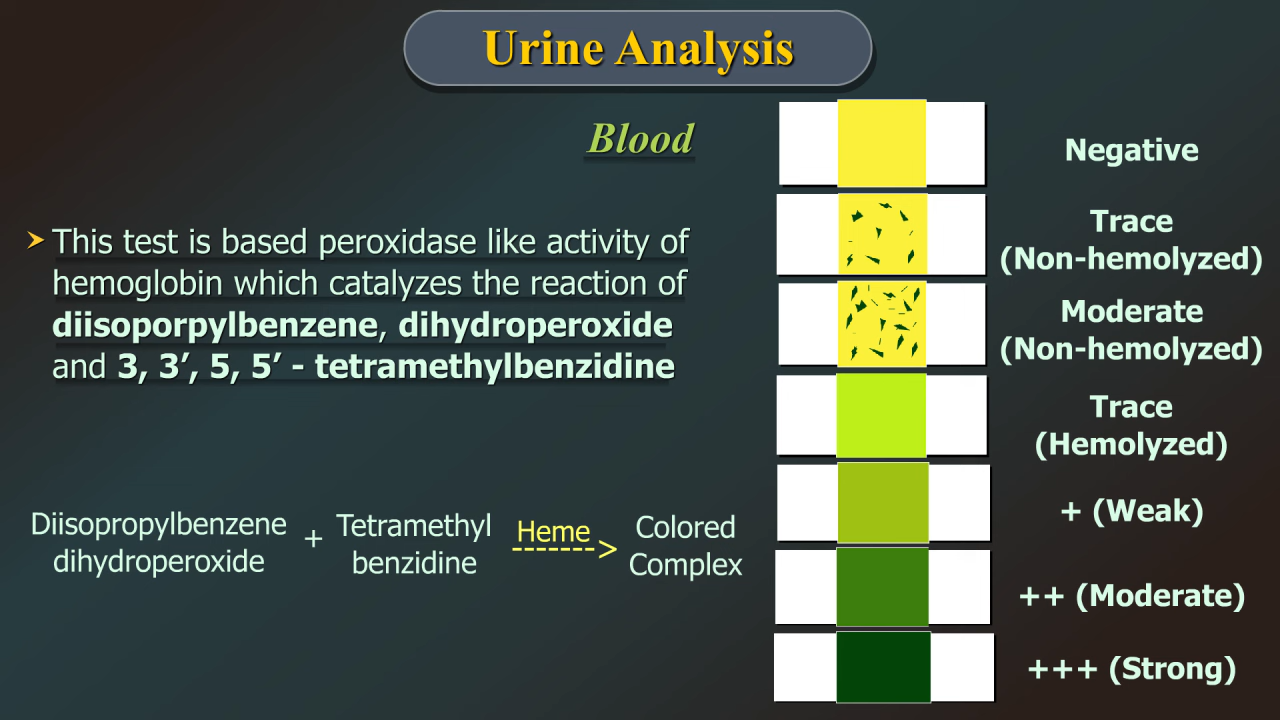 Urine Analysis
Blood
➤ This test is based peroxidase like activity of
hemoglobin which catalyzes the reaction of
diisoporpylbenzene, dihydroperoxide
and 3, 3’, 5, 5’ - tetramethylbenzidine
Diisopropylbenzene
dihydroperoxide
+
Tetramethyl
benzidine
Heme
------->
Colored
Complex
Negative
Trace
(Non-hemolyzed)
Moderate
(Non-hemolyzed)
Trace
(Hemolyzed)
+ (Weak)
++ (Moderate)
+++ (Strong)